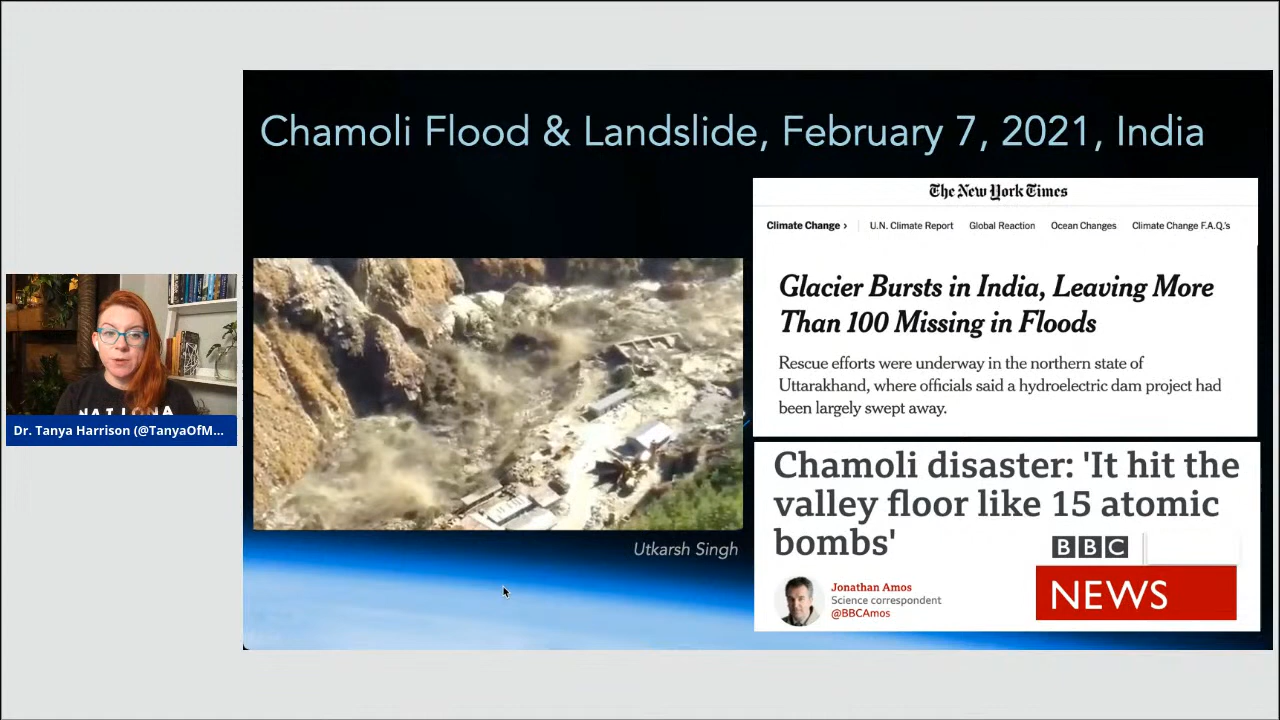 Chamoli Flood & Landslide, February 7, 2021, India
The New York Times
Climate Change › U.N. Climate Report Global Reaction Ocean Changes Climate Change F.A.Q.'s
Glacier Bursts in India, Leaving More
Than 100 Missing in Floods
Rescue efforts were underway in the northern state of
Uttarakhand, where officials said a hydroelectric dam project had
been largely swept away.
NATIONA
Dr. Tanya Harrison (@TanyaOfM...
Utkarsh Singh
Chamoli disaster: 'It hit the
valley floor like 15 atomic
bombs'
BBC
NEWS
Jonathan Amos
Science correspondent
@BBCAmos